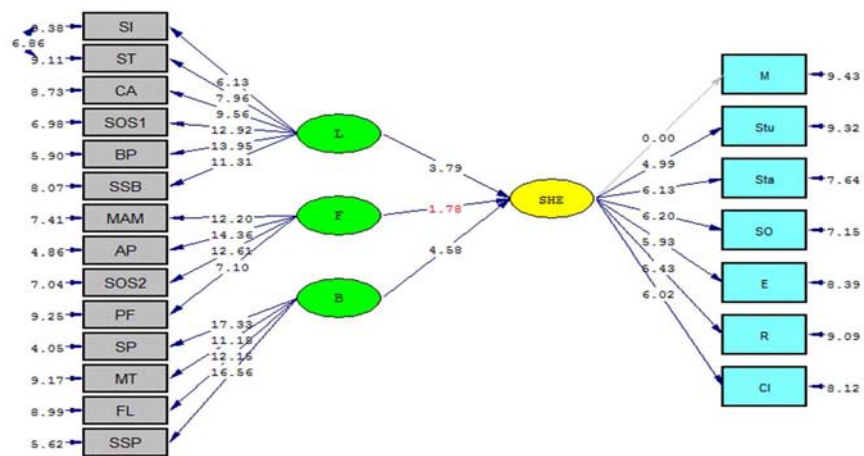 9.38 SI
6.86
9.11 ST
8.73 CA
6.98 SOS1
5.90 BP
8.07 SSB
7.41 MAM
4.86 AP
7.04 SOS2
9.25 PF
4.05 SP
9.17 MT
8.99 FL
5.62 SSP
6.13
7.96
9.56
12.92
13.95
11.31
12.20
14.36
12.61
7.10
17.33
11.18
12.15
16.56
L
F
B
3.79
1.78
4.58
SHE
0.00
4.99
6.13
6.20
5.93
6.02
M 9.43
Stu 9.32
Sta 7.64
SO 7.15
E 8.39
R 9.09
CI 8.12